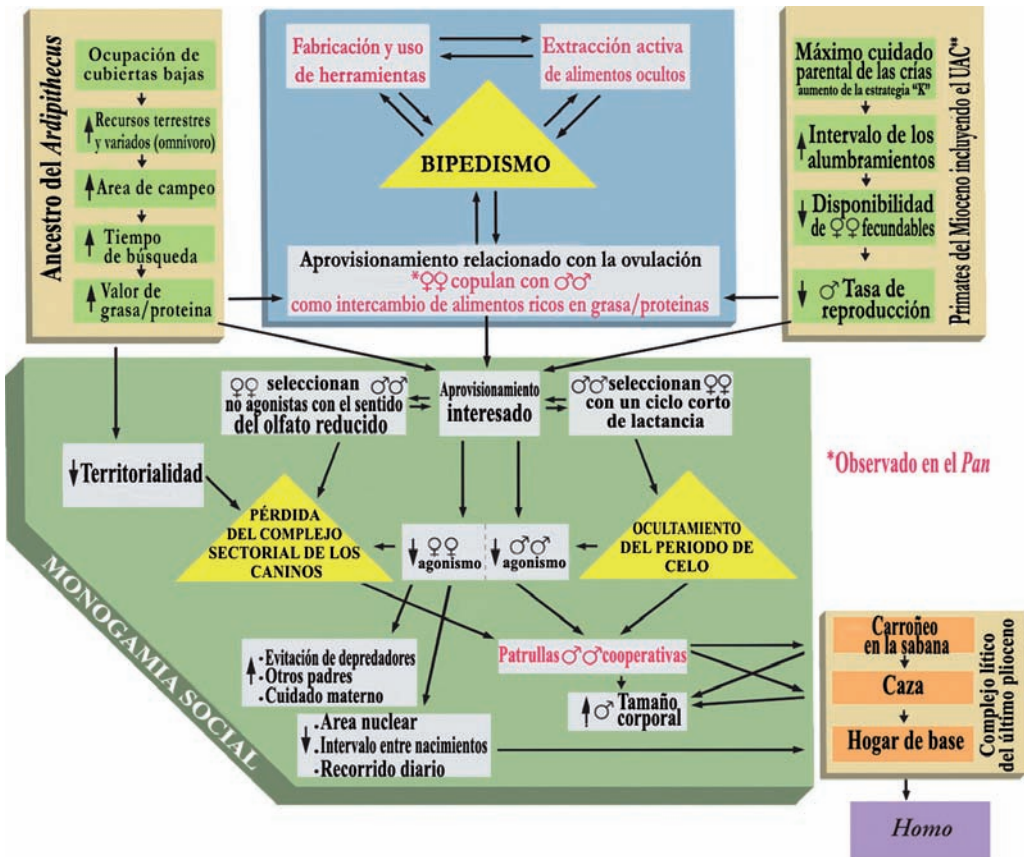 Ancestro del Ardipithecus
Ocupación de
cubiertas bajas
Recursos terrestres
y variados (omnívoro)
Area de campeo
Tiempo
de búsqueda
Valor de
grasa/proteina
Fabricación y uso
de herramientas
Extracción activa
de alimentos ocultos
BIPEDISMO
Aprovisionamiento relacionado con la ovulación
*♀♀ copulan con ♂♂
como intercambio de alimentos ricos en grasa/proteinas
Máximo cuidado
parental de las crías
aumento de la estrategia "K"
Intervalo de los
alumbramientos
Disponibilidad
de ♀♀ fecundables
♂ Tasa de
reproducción
Primates del Mioceno incluyendo el UAC**
♀♀ seleccionan ♂♂
no agonistas con el sentido
del olfato reducido
Aprovisionamiento
interesado
♂♂ seleccionan ♀♀
con un ciclo corto
de lactancia
Territorialidad
*Observado en el Pan
PÉRDIDA
DEL COMPLEJO
SECTORIAL DE LOS
CANINOS
♀♀
agonismo
♂♂
agonismo
OCULTAMIENTO
DEL PERIODO DE
CELO
MONOGAMIA SOCIAL
- Evitación de depredadores
- Otros padres
- Cuidado materno
Patrullas ♂♂ cooperativas
♂ Tamaño
corporal
- Area nuclear
- Intervalo entre nacimientos
- Recorrido diario
Carroñeo
en la sabana
Caza
Hogar de base
Complejo lítico
del último plioceno
Homo